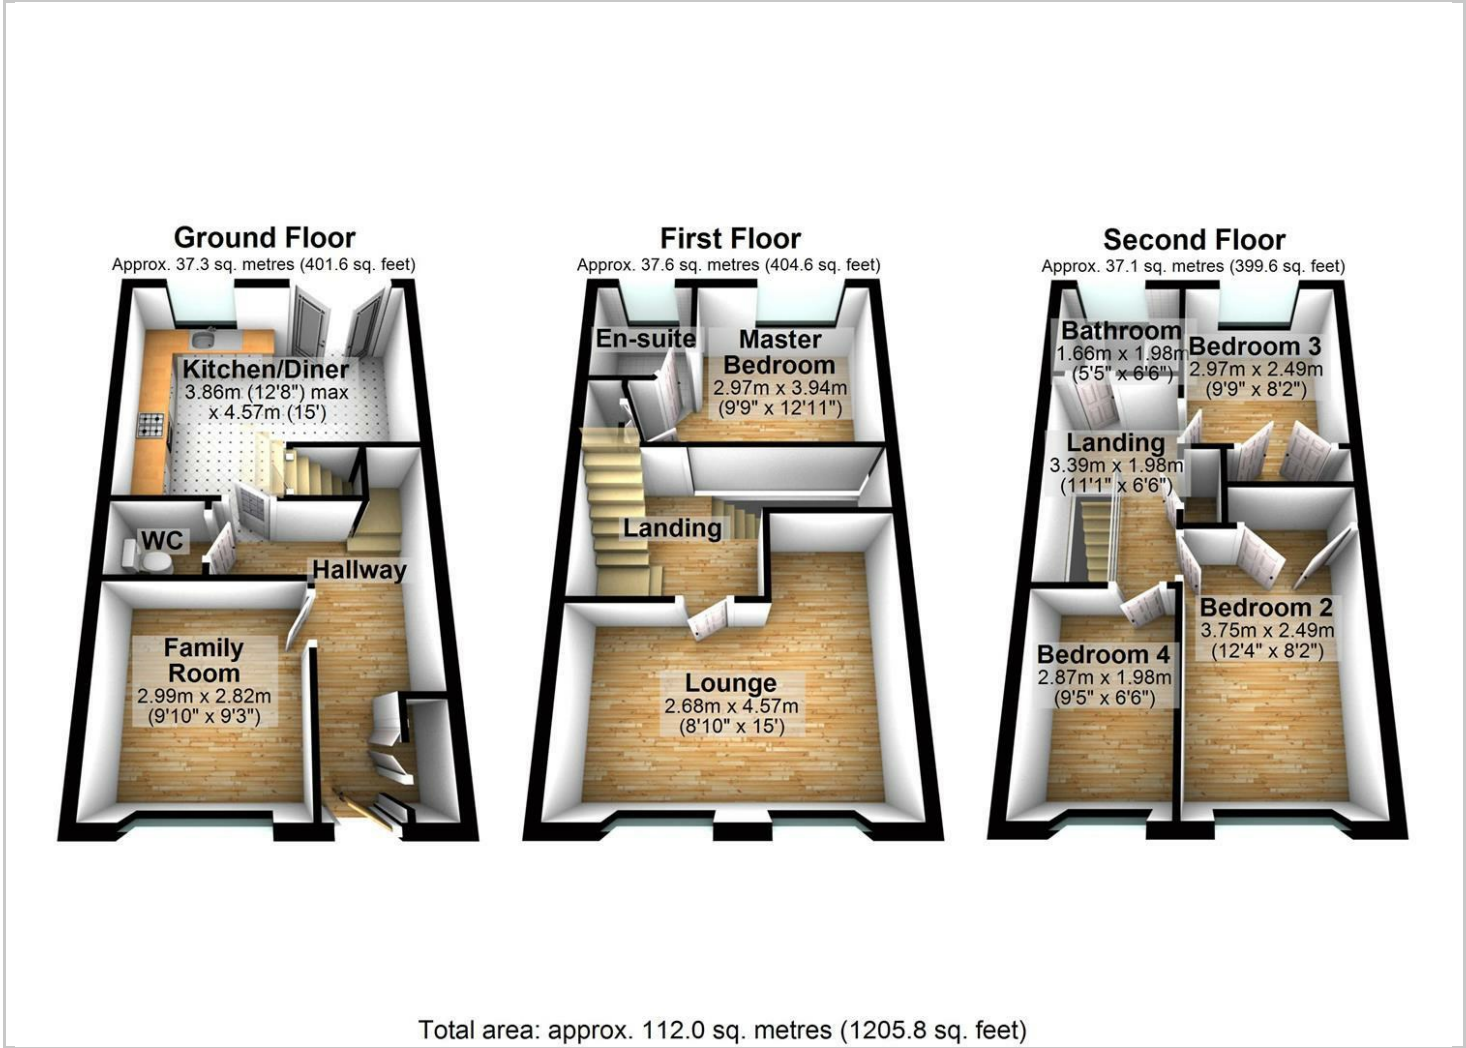 Ground Floor
Approx. 37.3 sq. metres (401.6 sq. feet)
Kitchen/Diner
3.86m (12'8") max
x 4.57m (15')
WC
Hallway
Family
Room
2.99m x 2.82m
(9'10" x 9'3")
First Floor
Approx. 37.6 sq. metres (404.6 sq. feet)
En-suite
Master
Bedroom
2.97m x 3.94m
(9'9" x 12'11")
Landing
Lounge
2.68m x 4.57m
(8'10" x 15')
Second Floor
Approx. 37.1 sq. metres (399.6 sq. feet)
Bathroom
1.66m x 1.98m
(5'5" x 6'6")
Bedroom 3
2.97m x 2.49m
(9'9" x 8'2")
Landing
3.39m x 1.98m
(11'1" x 6'6")
Bedroom 2
3.75m x 2.49m
(12'4" x 8'2")
Bedroom 4
2.87m x 1.98m
(9'5" x 6'6")
Total area: approx. 112.0 sq. metres (1205.8 sq. feet)